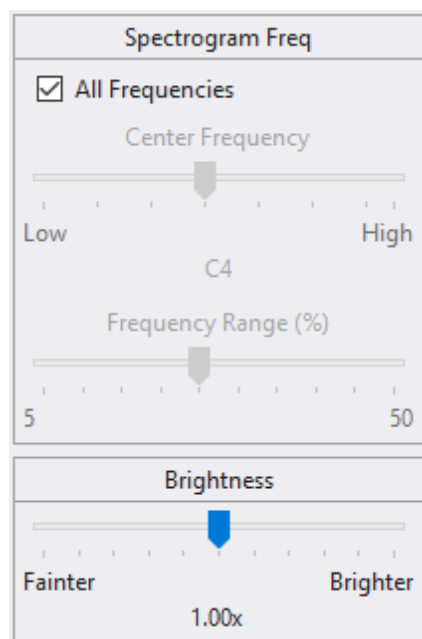 Spectrogram Freq
All Frequencies
Center Frequency
Low High
C4
Frequency Range (%)
5 50
Brightness
Fainter Brighter
1.00x